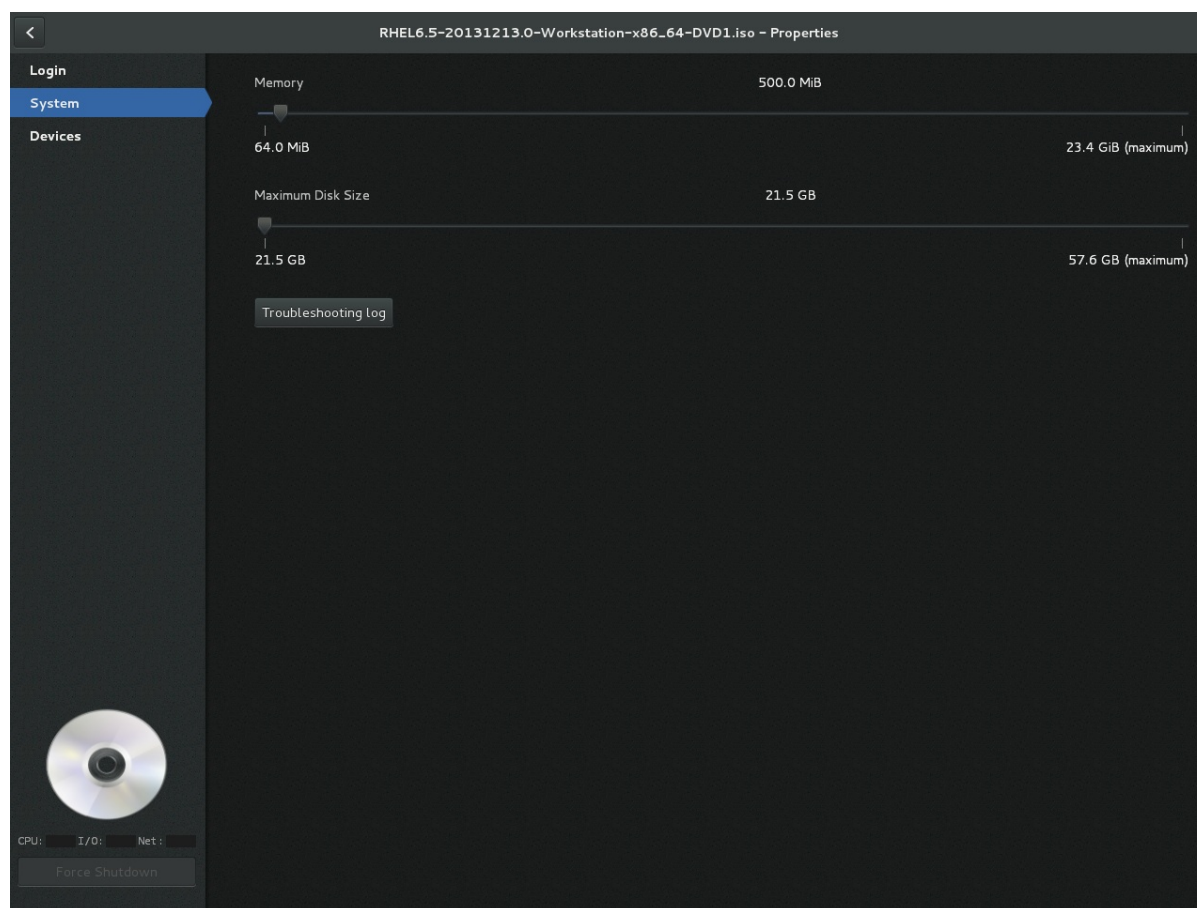 RHEL6.5-20131213.0-Workstation-x86_64-DVD1.iso - Properties
Login
System
Devices
Memory 500.0 MiB
64.0 MiB 23.4 GiB (maximum)
Maximum Disk Size 21.5 GB
21.5 GB 57.6 GB (maximum)
Troubleshooting log
CPU: I/O: Net:
Force Shutdown